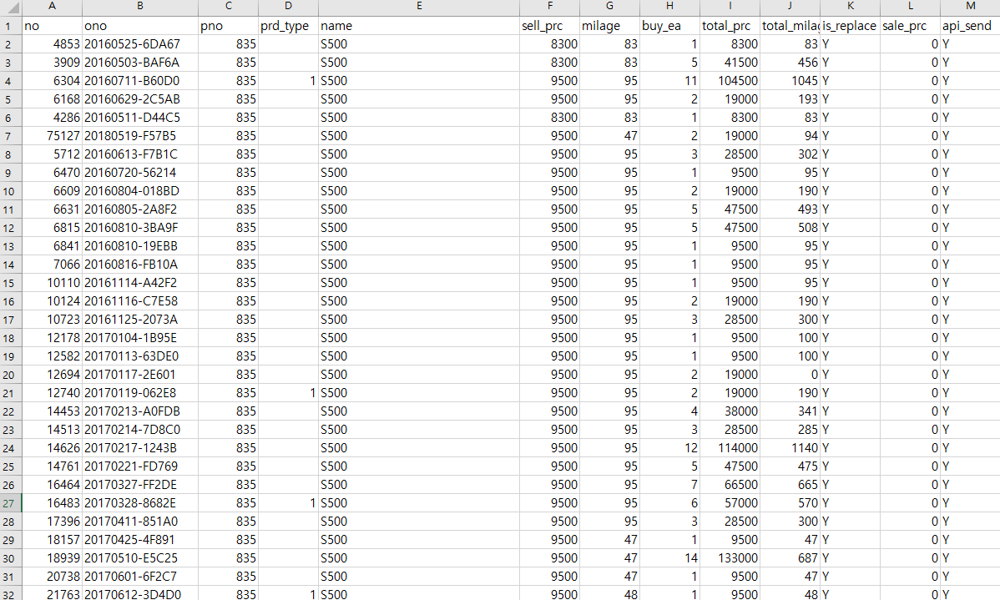 A B C D E F G H I J K L M
1 no ono pno prd_type name sell_prc milage buy_ea total_prc total_milag is_replace sale_prc api_send
2 4853 20160525-6DA67 835 S500 8300 83 1 8300 83 Y 0 Y
3 3909 20160503-BAF6A 835 S500 8300 83 5 41500 456 Y 0 Y
4 6304 20160711-B60D0 835 1 S500 9500 95 11 104500 1045 Y 0 Y
5 6168 20160629-2C5AB 835 S500 9500 95 2 19000 193 Y 0 Y
6 4286 20160511-D44C5 835 S500 8300 83 1 8300 83 Y 0 Y
7 75127 20180519-F57B5 835 S500 9500 47 2 19000 94 Y 0 Y
8 5712 20160613-F7B1C 835 S500 9500 95 3 28500 302 Y 0 Y
9 6470 20160720-56214 835 S500 9500 95 1 9500 95 Y 0 Y
10 6609 20160804-018BD 835 S500 9500 95 2 19000 190 Y 0 Y
11 6631 20160805-2A8F2 835 S500 9500 95 5 47500 493 Y 0 Y
12 6815 20160810-3BA9F 835 S500 9500 95 5 47500 508 Y 0 Y
13 6841 20160810-19EBB 835 S500 9500 95 1 9500 95 Y 0 Y
14 7066 20160816-FB10A 835 S500 9500 95 1 9500 95 Y 0 Y
15 10110 20161114-A42F2 835 S500 9500 95 1 9500 95 Y 0 Y
16 10124 20161116-C7E58 835 S500 9500 95 2 19000 190 Y 0 Y
17 10723 20161125-2073A 835 S500 9500 95 3 28500 300 Y 0 Y
18 12178 20170104-1B95E 835 S500 9500 95 1 9500 100 Y 0 Y
19 12582 20170113-63DE0 835 S500 9500 95 1 9500 100 Y 0 Y
20 12694 20170117-2E601 835 S500 9500 95 2 19000 0 Y 0 Y
21 12740 20170119-062E8 835 1 S500 9500 95 2 19000 190 Y 0 Y
22 14453 20170213-A0FDB 835 S500 9500 95 4 38000 341 Y 0 Y
23 14513 20170214-7D8C0 835 S500 9500 95 3 28500 285 Y 0 Y
24 14626 20170217-1243B 835 S500 9500 95 12 114000 1140 Y 0 Y
25 14761 20170221-FD769 835 S500 9500 95 5 47500 475 Y 0 Y
26 16464 20170327-FF2DE 835 S500 9500 95 7 66500 665 Y 0 Y
27 16483 20170328-8682E 835 1 S500 9500 95 6 57000 570 Y 0 Y
28 17396 20170411-851A0 835 S500 9500 95 3 28500 300 Y 0 Y
29 18157 20170425-4F891 835 S500 9500 47 1 9500 47 Y 0 Y
30 18939 20170510-E5C25 835 S500 9500 47 14 133000 687 Y 0 Y
31 20738 20170601-6F2C7 835 S500 9500 47 1 9500 47 Y 0 Y
32 21763 20170612-3D4D0 835 1 S500 9500 48 1 9500 48 Y 0 Y